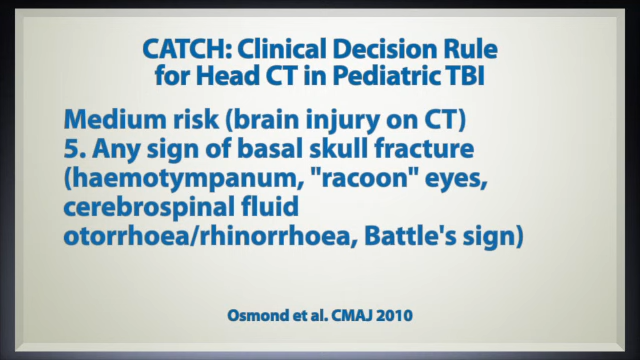 CATCH: Clinical Decision Rule
for Head CT in Pediatric TBI
Medium risk (brain injury on CT)
5. Any sign of basal skull fracture
(haemotympanum, "racoon" eyes,
cerebrospinal fluid
otorrhoea/rhinorrhoea, Battle's sign)
Osmond et al. CMAJ 2010